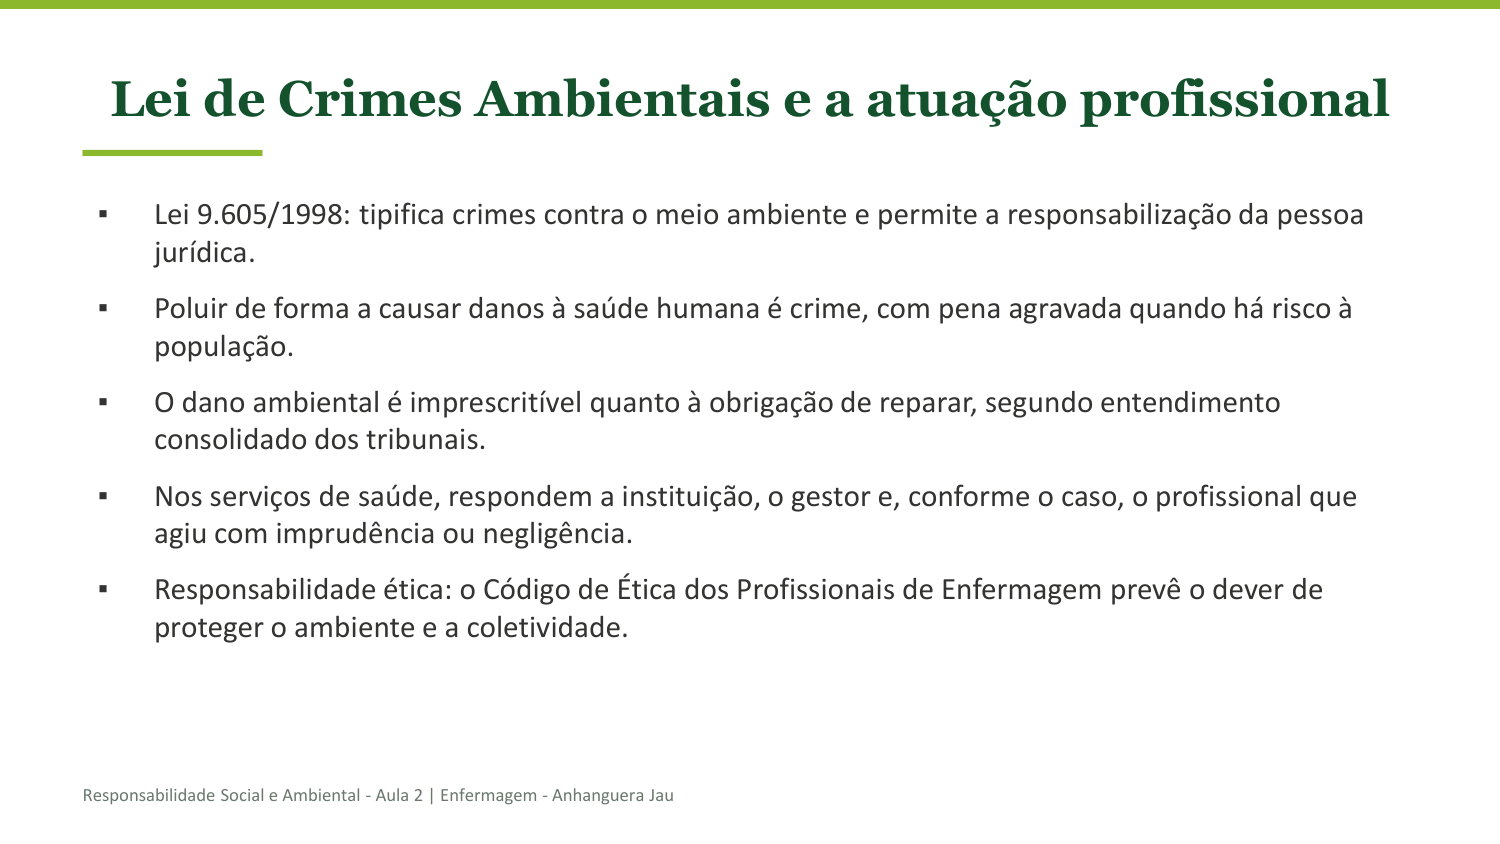 Lei de Crimes Ambientais e a atuação profissional
▪ Lei 9.605/1998: tipifica crimes contra o meio ambiente e permite a responsabilização da pessoa
jurídica.
▪ Poluir de forma a causar danos à saúde humana é crime, com pena agravada quando há risco à
população.
▪ O dano ambiental é imprescritível quanto à obrigação de reparar, segundo entendimento
consolidado dos tribunais.
▪ Nos serviços de saúde, respondem a instituição, o gestor e, conforme o caso, o profissional que
agiu com imprudência ou negligência.
▪ Responsabilidade ética: o Código de Ética dos Profissionais de Enfermagem prevê o dever de
proteger o ambiente e a coletividade.
Responsabilidade Social e Ambiental - Aula 2 | Enfermagem - Anhanguera Jau